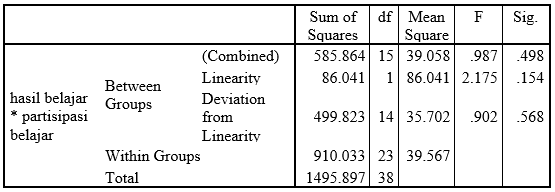 Sum of Squares df Mean Square F Sig.
hasil belajar * partisipasi belajar Between Groups (Combined) 585.864 15 39.058 .987 .498
Linearity 86.041 1 86.041 2.175 .154
Deviation from Linearity 499.823 14 35.702 .902 .568
Within Groups 910.033 23 39.567
Total 1495.897 38